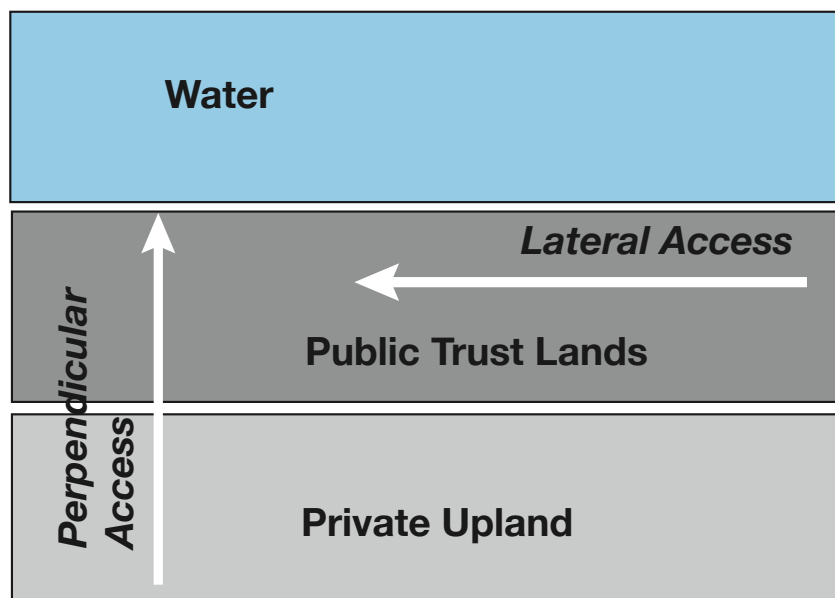 Water
Lateral Access
Public Trust Lands
Perpendicular
Access
Private Upland